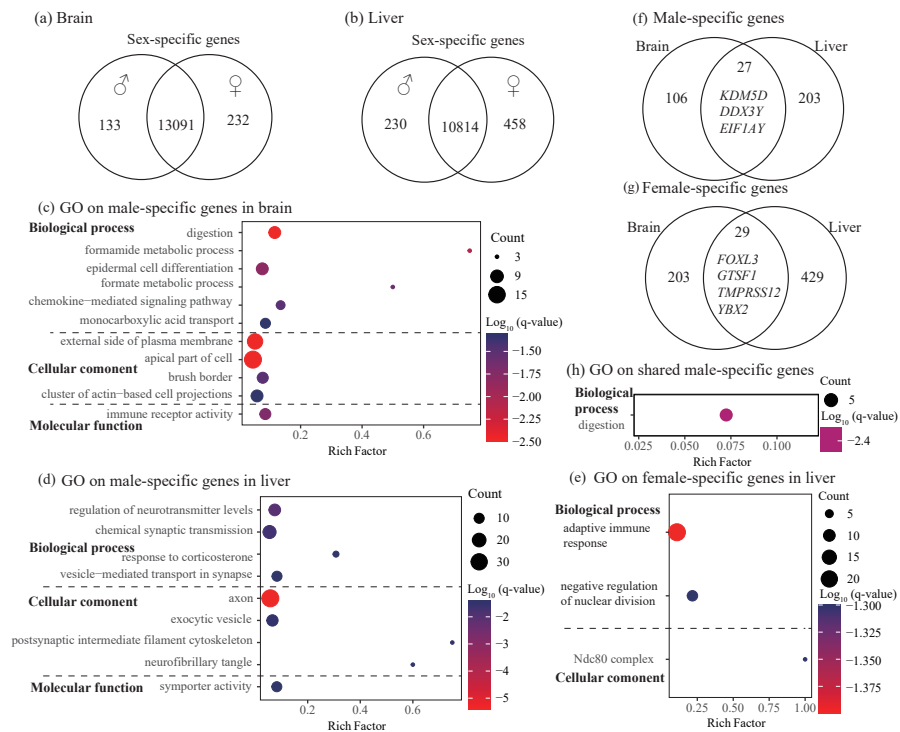 (a) Brain
Sex-specific genes
♂
♀
133
13091
232
(b) Liver
Sex-specific genes
♂
♀
230
10814
458
(f) Male-specific genes
Brain
Liver
27
106
KDM5D
DDX3Y
EIF1AY
203
(g) Female-specific genes
Brain
Liver
29
203
FOXL3
GTSF1
TMPRSS12
YBX2
429
(c) GO on male-specific genes in brain
Biological process
digestion
formamide metabolic process
epidermal cell differentiation
formate metabolic process
chemokine−mediated signaling pathway
monocarboxylic acid transport
external side of plasma membrane
apical part of cell
Cellular comonent
brush border
cluster of actin−based cell projections
immune receptor activity
Molecular function
0.2
0.4
0.6
Rich Factor
Count
3
9
15
Log10 (q-value)
−1.50
−1.75
−2.00
−2.25
−2.50
(h) GO on shared male-specific genes
Biological
process
digestion
0.025
0.050
0.075
0.100
Rich Factor
Count
5
Log10 (q-value)
−2.4
(d) GO on male-specific genes in liver
regulation of neurotransmitter levels
chemical synaptic transmission
Biological process
response to corticosterone
vesicle−mediated transport in synapse
Cellular component
axon
exocytic vesicle
postsynaptic intermediate filament cytoskeleton
neurofibrillary tangle
Molecular function
symporter activity
0.2
0.4
0.6
Rich Factor
Count
10
20
30
Log10 (q-value)
−2
−3
−4
−5
(e) GO on female-specific genes in liver
Biological process
adaptive immune
response
negative regulation
of nuclear division
Ndc80 complex
Cellular component
0.25
0.50
0.75
1.00
Rich Factor
Count
5
10
15
20
Log10 (q-value)
−1.300
−1.325
−1.350
−1.375